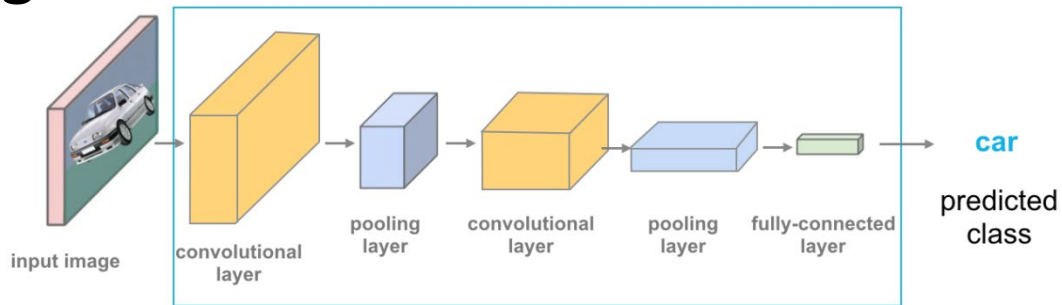 input image
convolutional
layer
pooling
layer
convolutional
layer
pooling
layer
fully-connected
layer
car
predicted
class